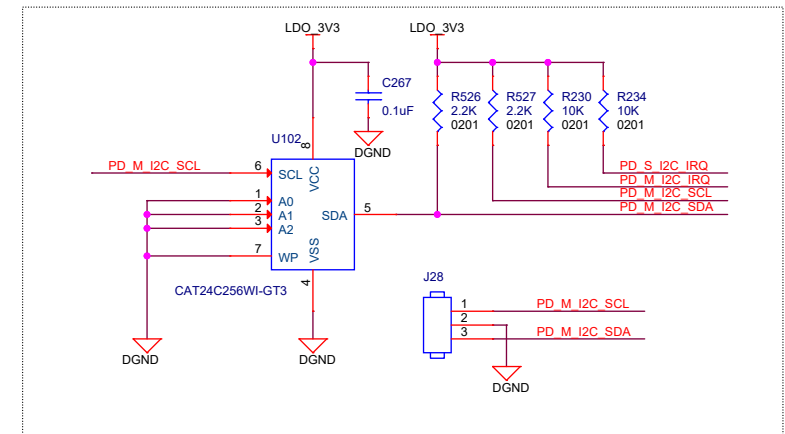 LDO_3V3
LDO_3V3
C267
0.1uF
DGND
R526
2.2K
0201
R527
2.2K
0201
R230
10K
0201
R234
10K
0201
U102
PD_M_I2C_SCL
6
SCL
8
VCC
1
A0
2
A1
3
A2
SDA
5
7
WP
VSS
4
CAT24C256WI-GT3
PD_S_I2C_IRQ
PD_M_I2C_IRQ
PD_M_I2C_SCL
PD_M_I2C_SDA
J28
1
PD_M_I2C_SCL
2
3
PD_M_I2C_SDA
DGND
DGND
DGND